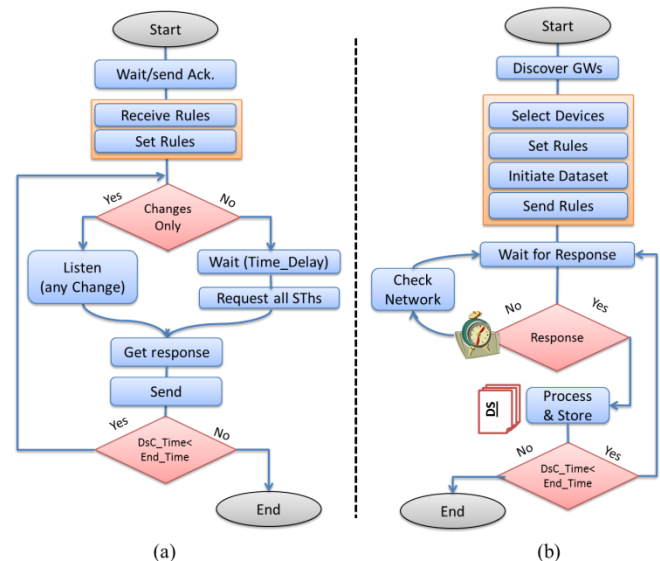 Start
Wait/send Ack.
Receive Rules
Set Rules
Yes
No
Changes
Only
Listen
(any Change)
Wait (Time_Delay)
Request all SThs
Get response
Send
Yes
No
DsC_Time<
End_Time
End
(a)
Start
Discover GWs
Select Devices
Set Rules
Initiate Dataset
Send Rules
Wait for Response
Check
Network
No
Yes
Response
DS
Process
& Store
No
Yes
DsC_Time<
End_Time
End
(b)